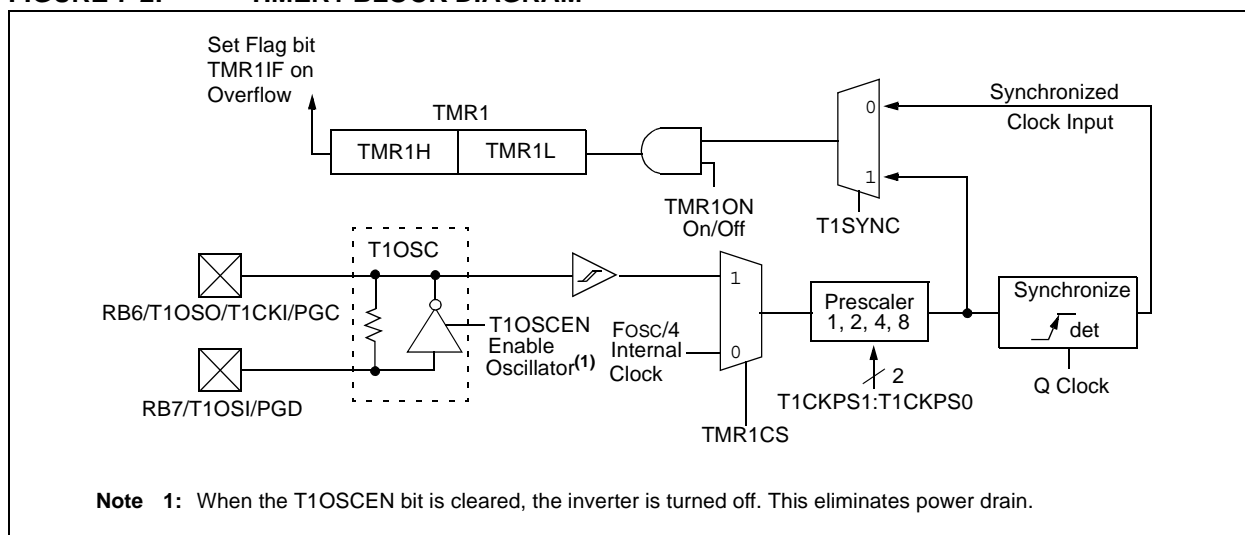 Set Flag bit
TMR1IF on
Overflow
TMR1
TMR1H
TMR1L
TMR1ON
On/Off
0
1
T1SYNC
Synchronized
Clock Input
T1OSC
RB6/T1OSO/T1CKI/PGC
RB7/T1OSI/PGD
T1OSCEN
Enable
Oscillator(1)
FOSC/4
Internal
Clock
1
0
TMR1CS
Prescaler
1, 2, 4, 8
2
T1CKPS1:T1CKPS0
Synchronize
det
Q Clock
Note 1: When the T1OSCEN bit is cleared, the inverter is turned off. This eliminates power drain.